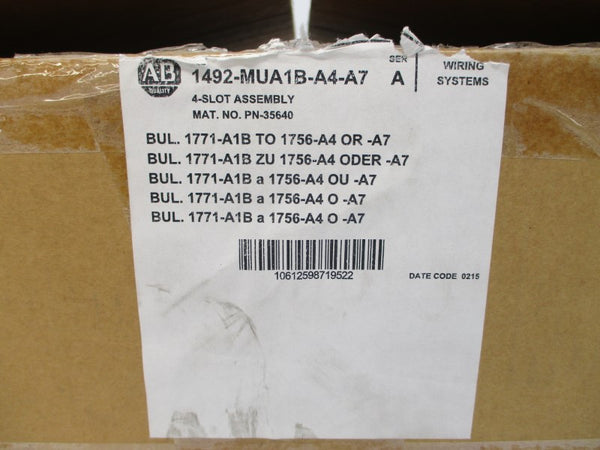 AB
QUALITY
1492-MUA1B-A4-A7
SER
A
WIRING
SYSTEMS
4-SLOT ASSEMBLY
MAT. NO. PN-35640
BUL. 1771-A1B TO 1756-A4 OR -A7
BUL. 1771-A1B ZU 1756-A4 ODER -A7
BUL. 1771-A1B a 1756-A4 OU -A7
BUL. 1771-A1B a 1756-A4 O -A7
BUL. 1771-A1B a 1756-A4 O -A7
10612598719522
DATE CODE 0215